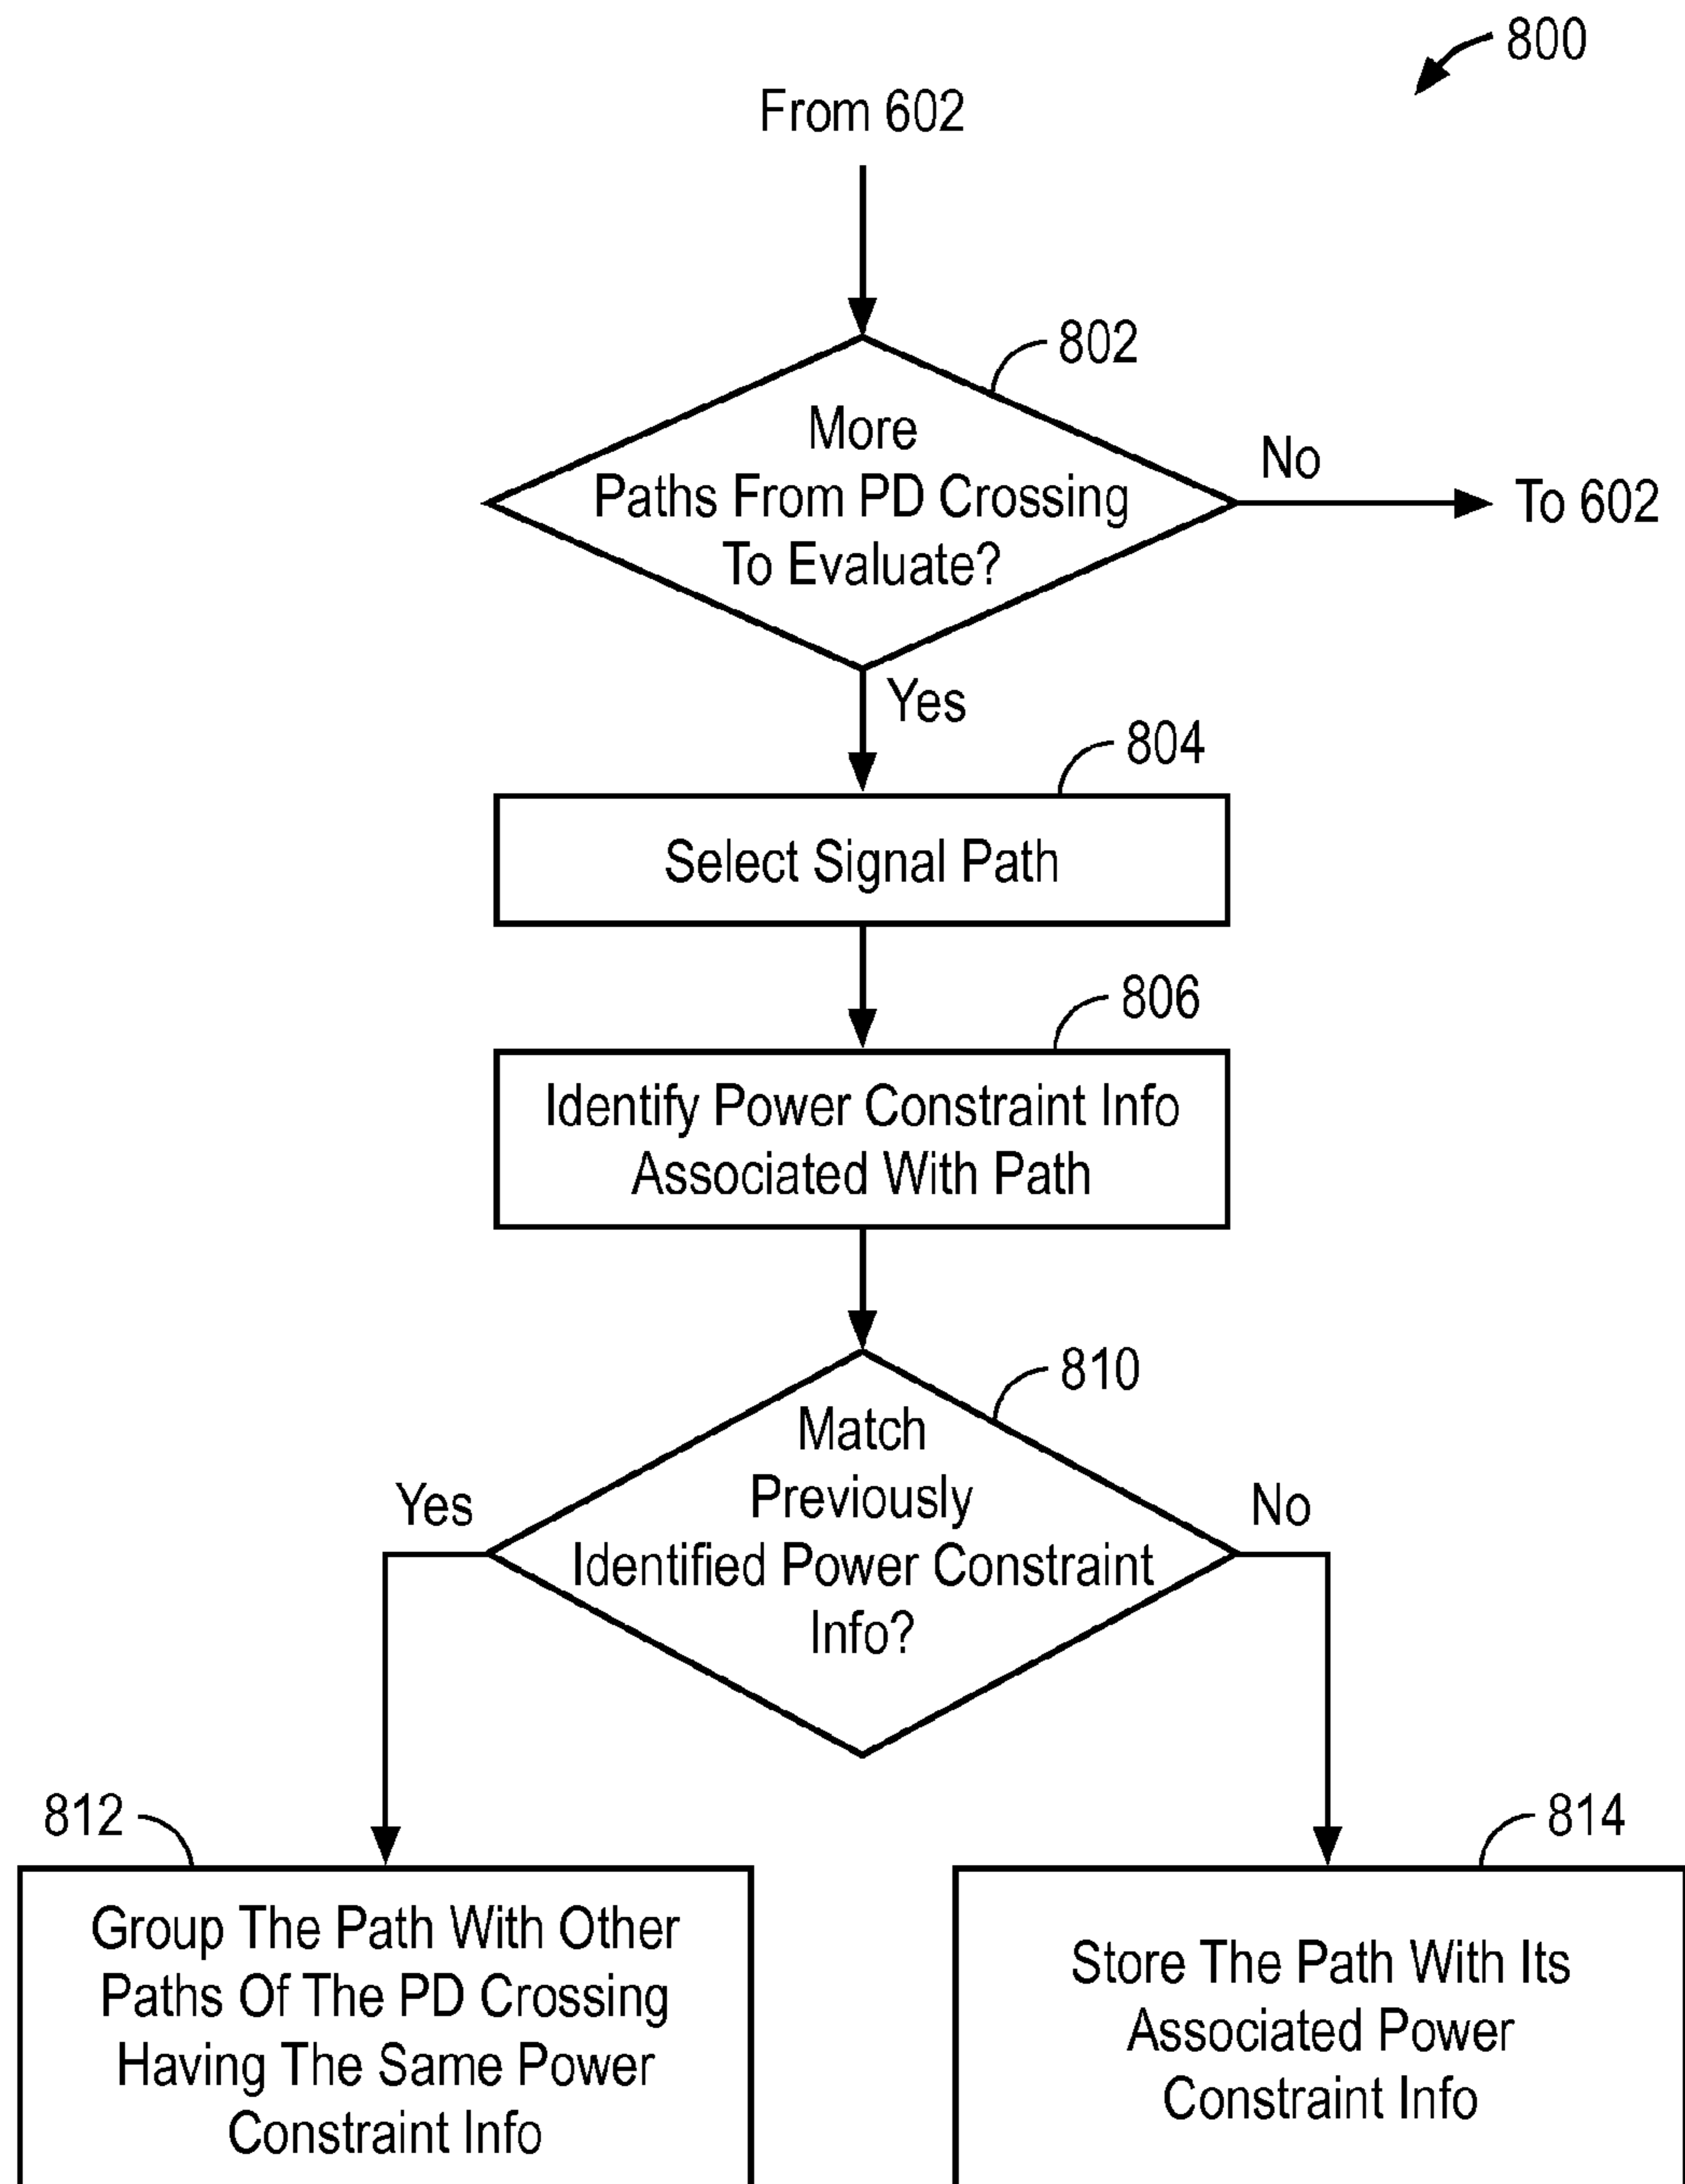 800
From 602
802
More
Paths From PD Crossing
To Evaluate?
No
To 602
Yes
804
Select Signal Path
806
Identify Power Constraint Info
Associated With Path
810
Match
Previously
Identified Power Constraint
Info?
Yes
No
812
Group The Path With Other
Paths Of The PD Crossing
Having The Same Power
Constraint Info
814
Store The Path With Its
Associated Power
Constraint Info